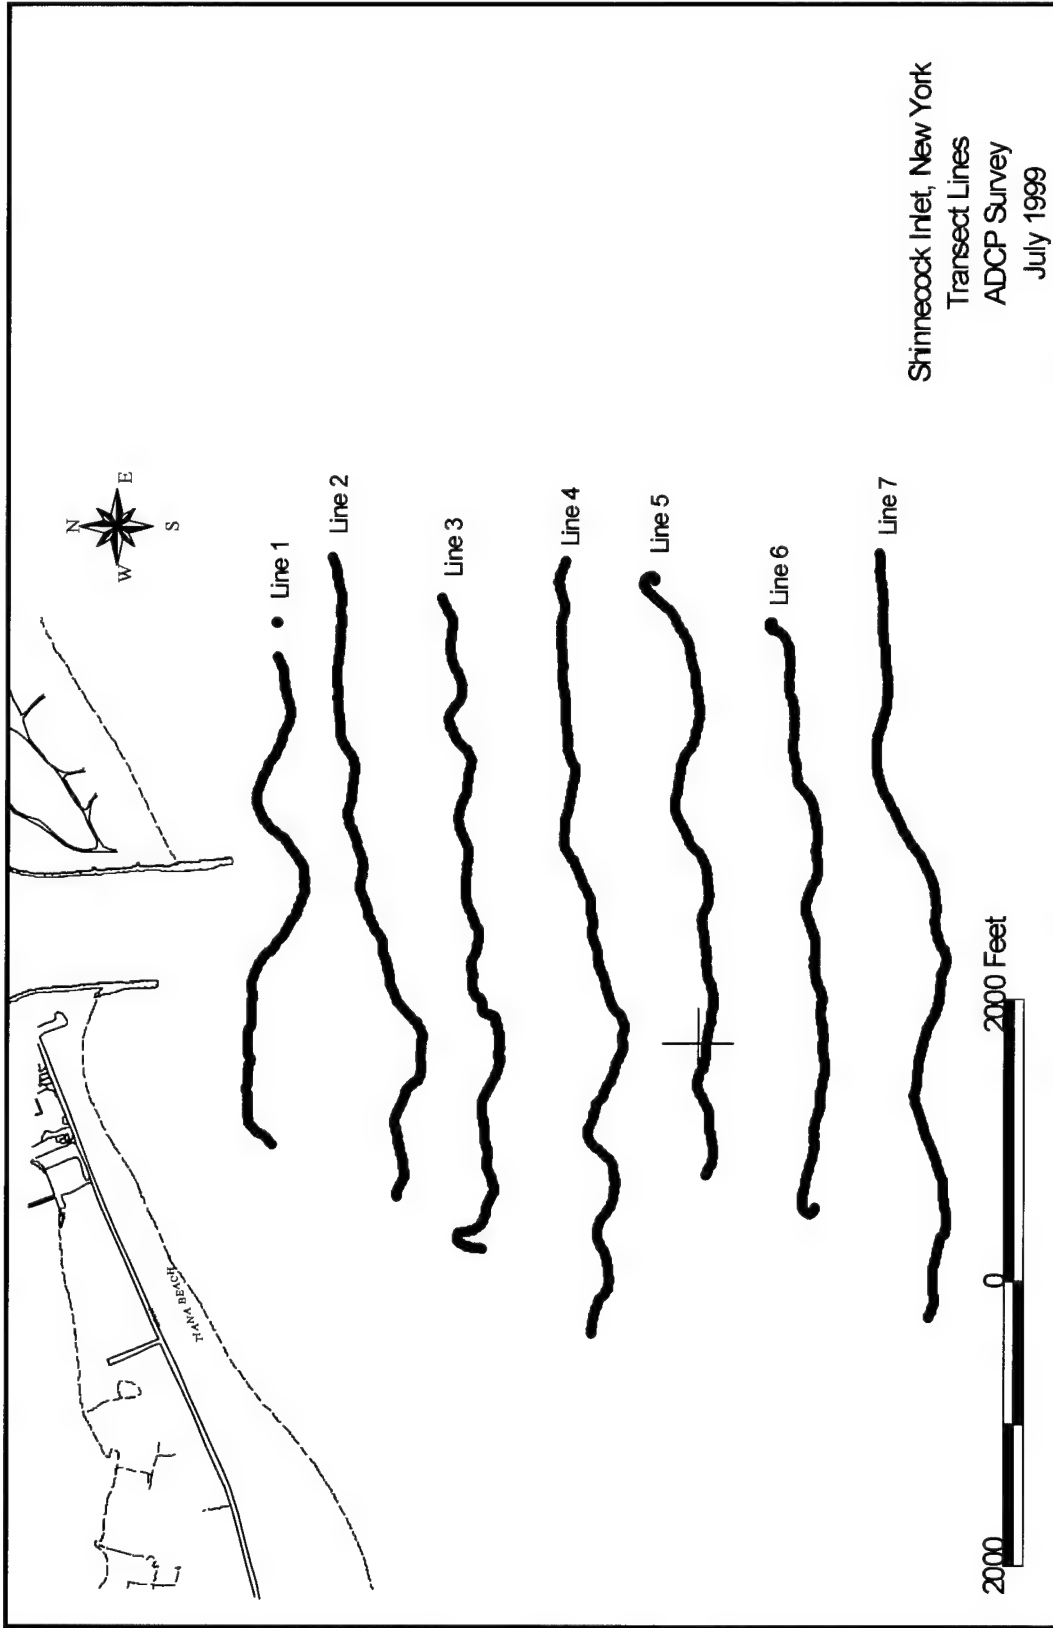 N
W
E
S
TIANA BEACH
Line 1
Line 2
Line 3
Line 4
Line 5
Line 6
Line 7
2000
0
2000 Feet
Shinnecock Inlet, New York
Transect Lines
ADCP Survey
July 1999